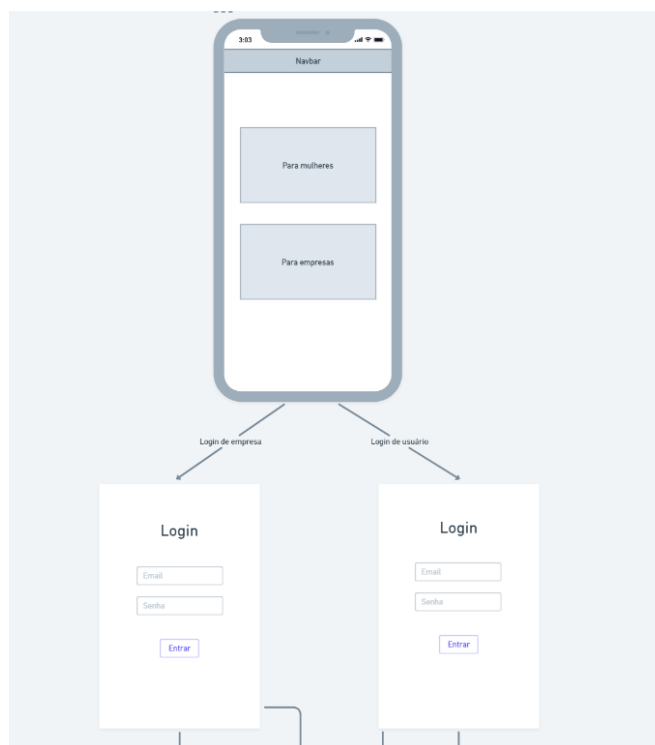 3:03
Navbar
Para mulheres
Para empresas
Login de empresa
Login de usuário
Login
Email
Senha
Entrar
Login
Email
Senha
Entrar